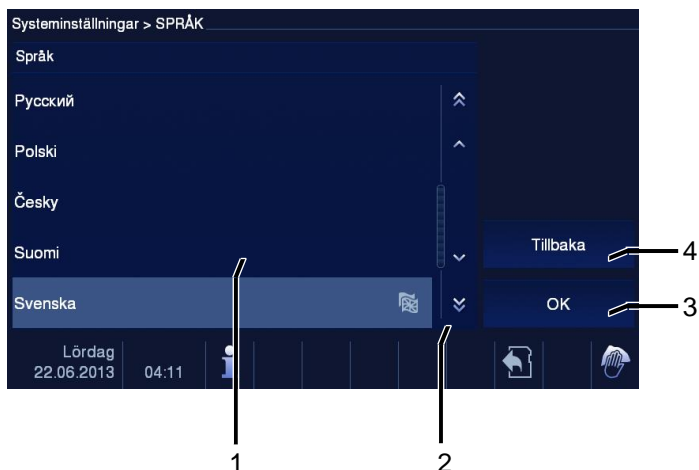 Systeminställningar > SPRÅK
Språk
Русский
Polski
Česky
Suomi
Svenska
Tillbaka
OK
4
3
Lördag
22.06.2013
04:11
1
2